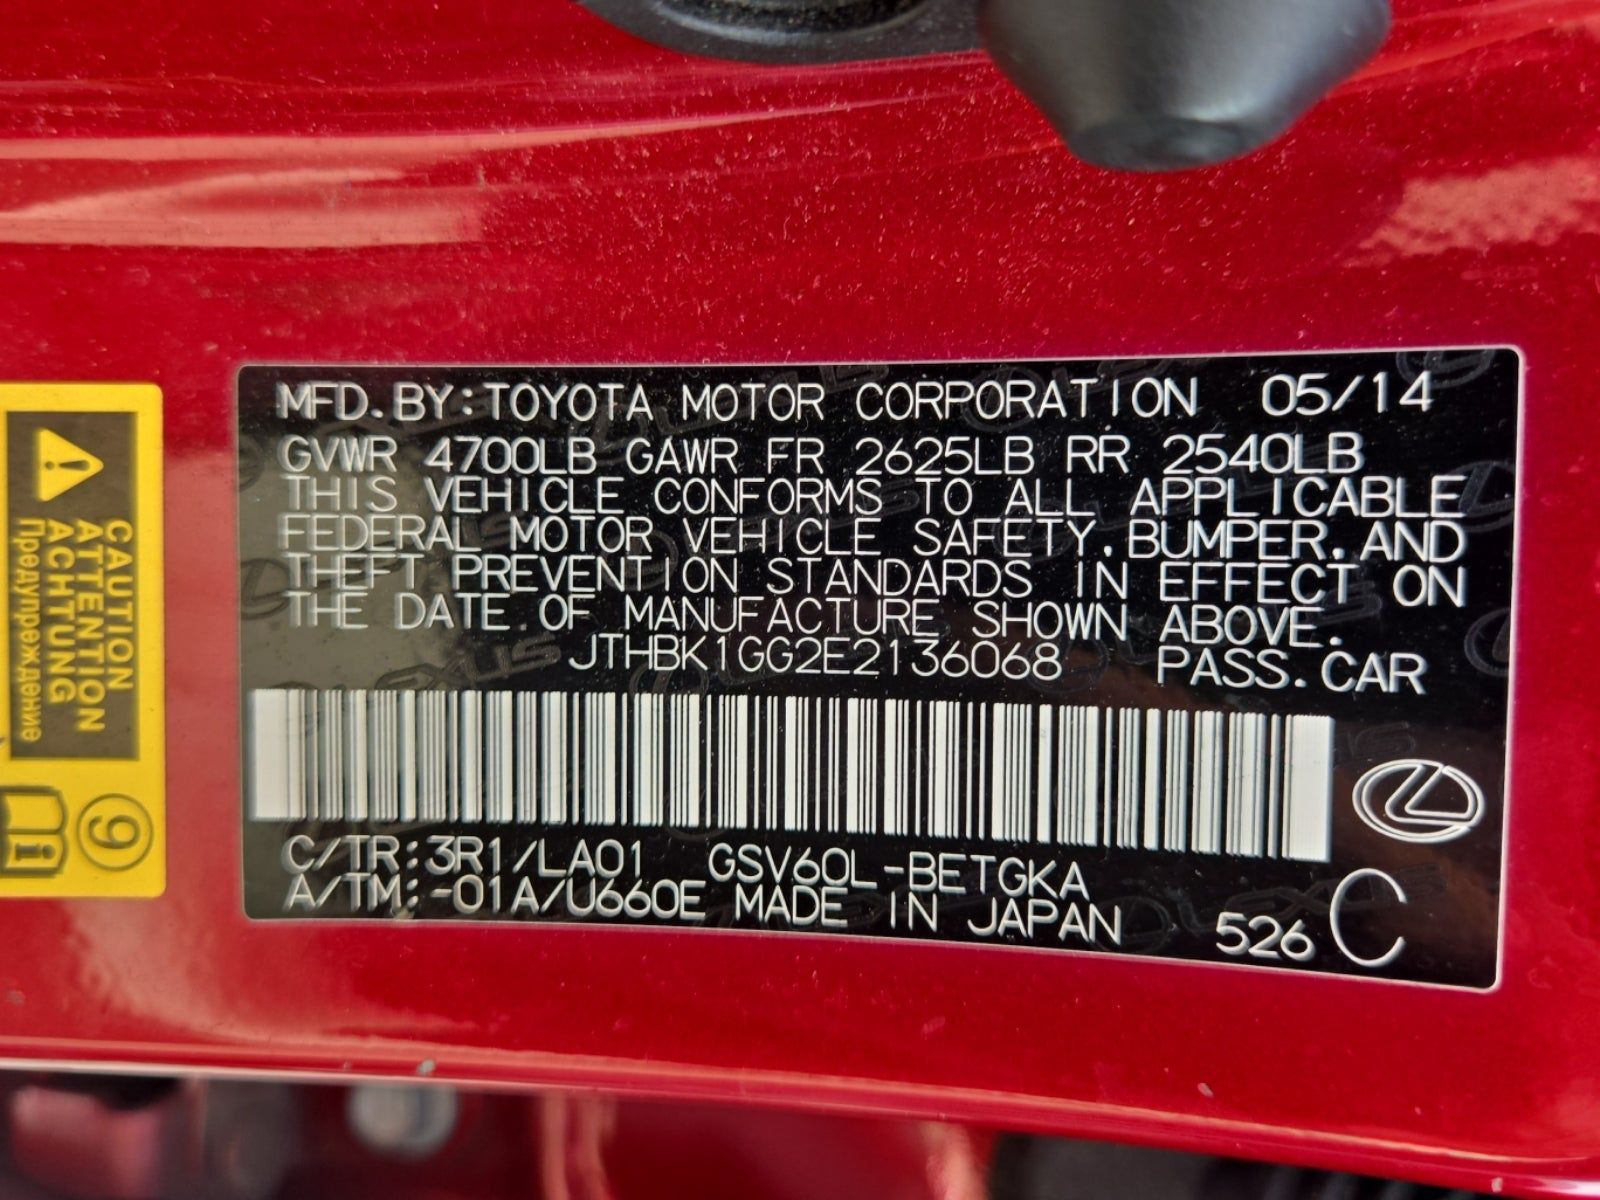 MFD.BY:TOYOTA MOTOR CORPORATION 05/14
GVWR 4700LB GAWR FR 2625LB RR 2540LB
THIS VEHICLE CONFORMS TO ALL APPLICABLE
FEDERAL MOTOR VEHICLE SAFETY.BUMPER.AND
THEFT PREVENTION STANDARDS IN EFFECT ON
THE DATE OF MANUFACTURE SHOWN ABOVE.
JTHBK1GG2E2136068 PASS.CAR
C/TR:3R1/LA01 GSV60L-BETGKA
A/TM:-01A/U660E MADE IN JAPAN 526 C
CAUTION
ATTENTION
ACHTUNG
Предупреждение
9